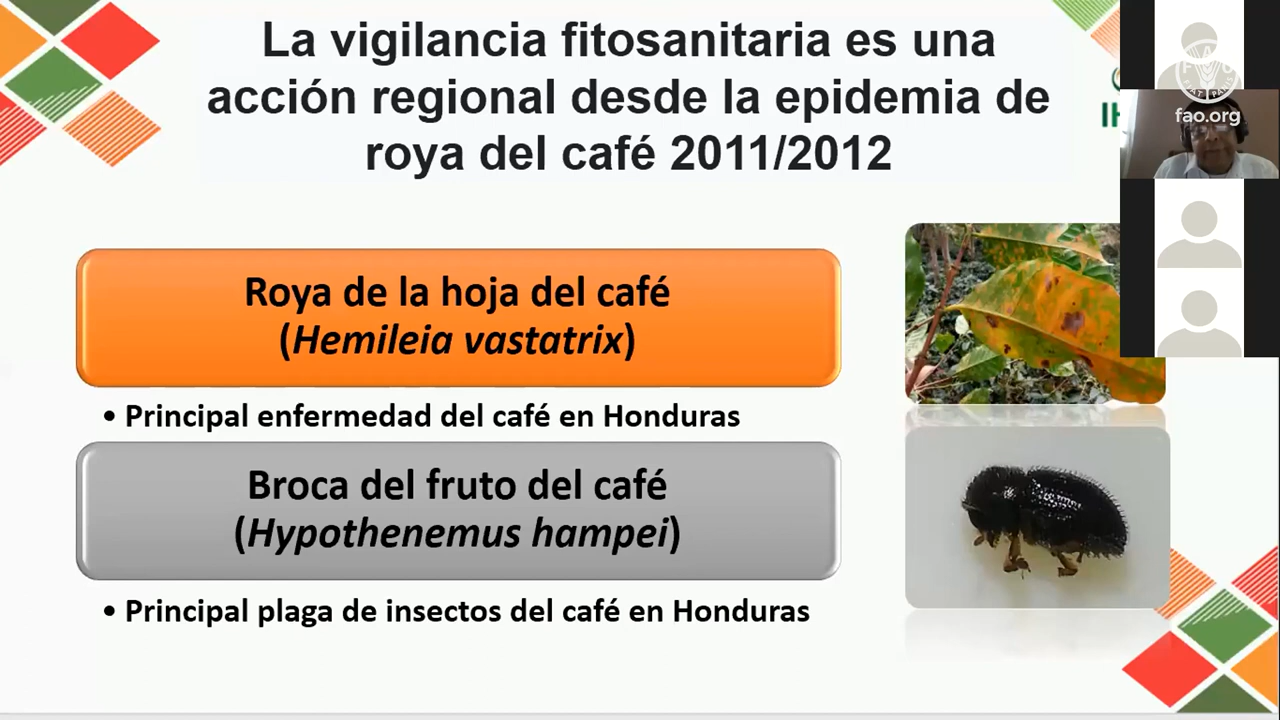 La vigilancia fitosanitaria es una
acción regional desde la epidemia de
roya del café 2011/2012
fao.org
Roya de la hoja del café
(Hemileia vastatrix)
• Principal enfermedad del café en Honduras
Broca del fruto del café
(Hypothenemus hampei)
• Principal plaga de insectos del café en Honduras